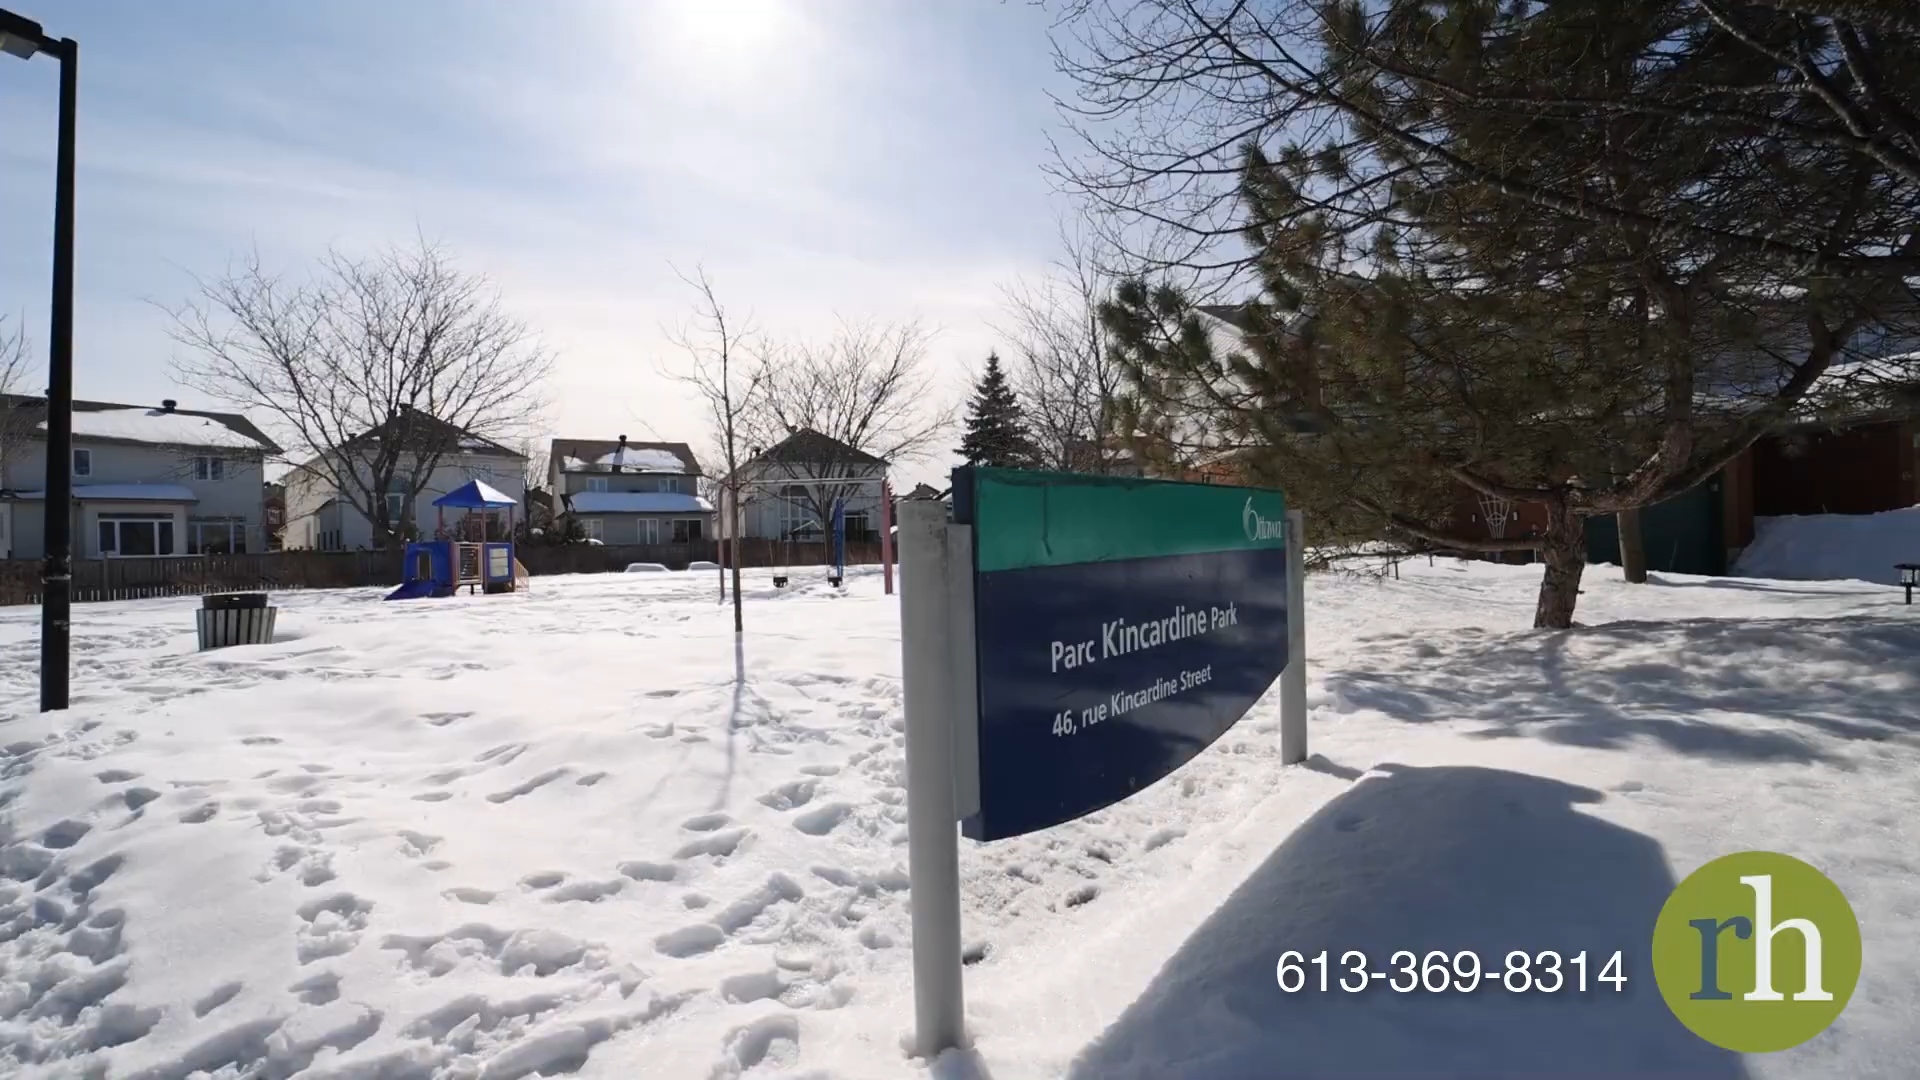 Ottawa
Parc Kincardine Park
46, rue Kincardine Street
613-369-8314
rh